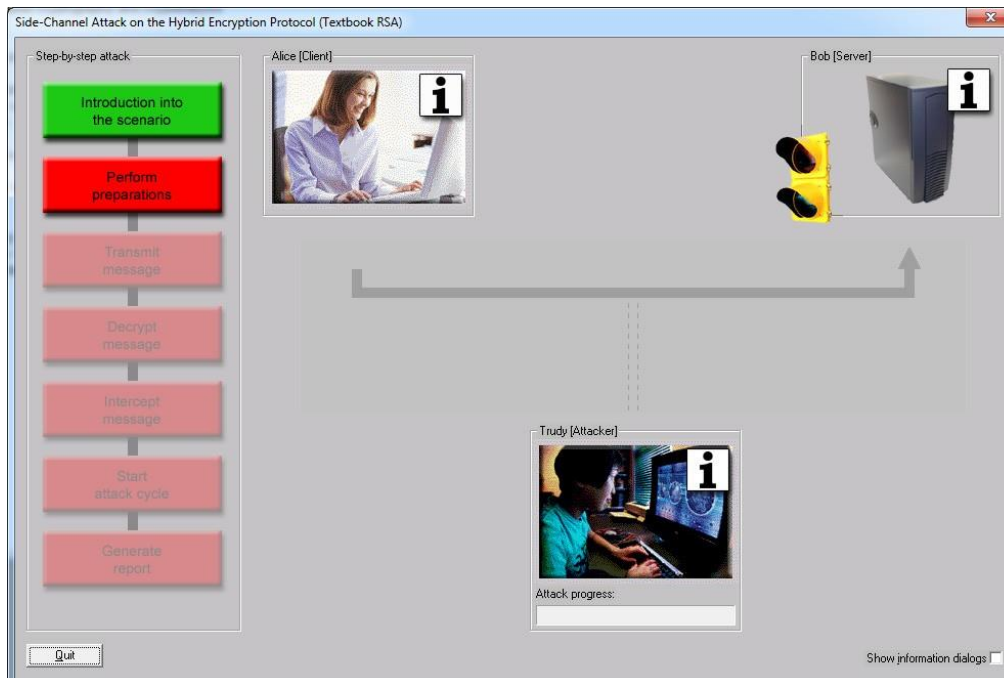 Side-Channel Attack on the Hybrid Encryption Protocol (Textbook RSA)
Step-by-step attack
Introduction into
the scenario
Perform
preparations
Transmit
message
Decrypt
message
Intercept
message
Start
attack cycle
Generate
report
Alice [Client]
i
Bob [Server]
i
Trudy [Attacker]
i
Attack progress:
Quit
Show information dialogs